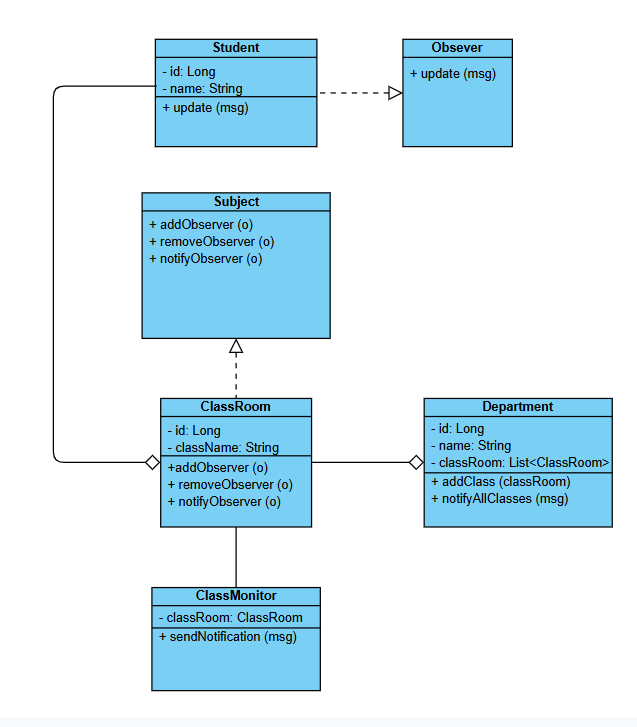 Student
- id: Long
- name: String
+ update (msg)
Obsever
+ update (msg)
Subject
+ addObserver (o)
+ removeObserver (o)
+ notifyObserver (o)
ClassRoom
- id: Long
- className: String
+addObserver (o)
+ removeObserver (o)
+ notifyObserver (o)
Department
- id: Long
- name: String
- classRoom: List<ClassRoom>
+ addClass (classRoom)
+ notifyAllClasses (msg)
ClassMonitor
- classRoom: ClassRoom
+ sendNotification (msg)